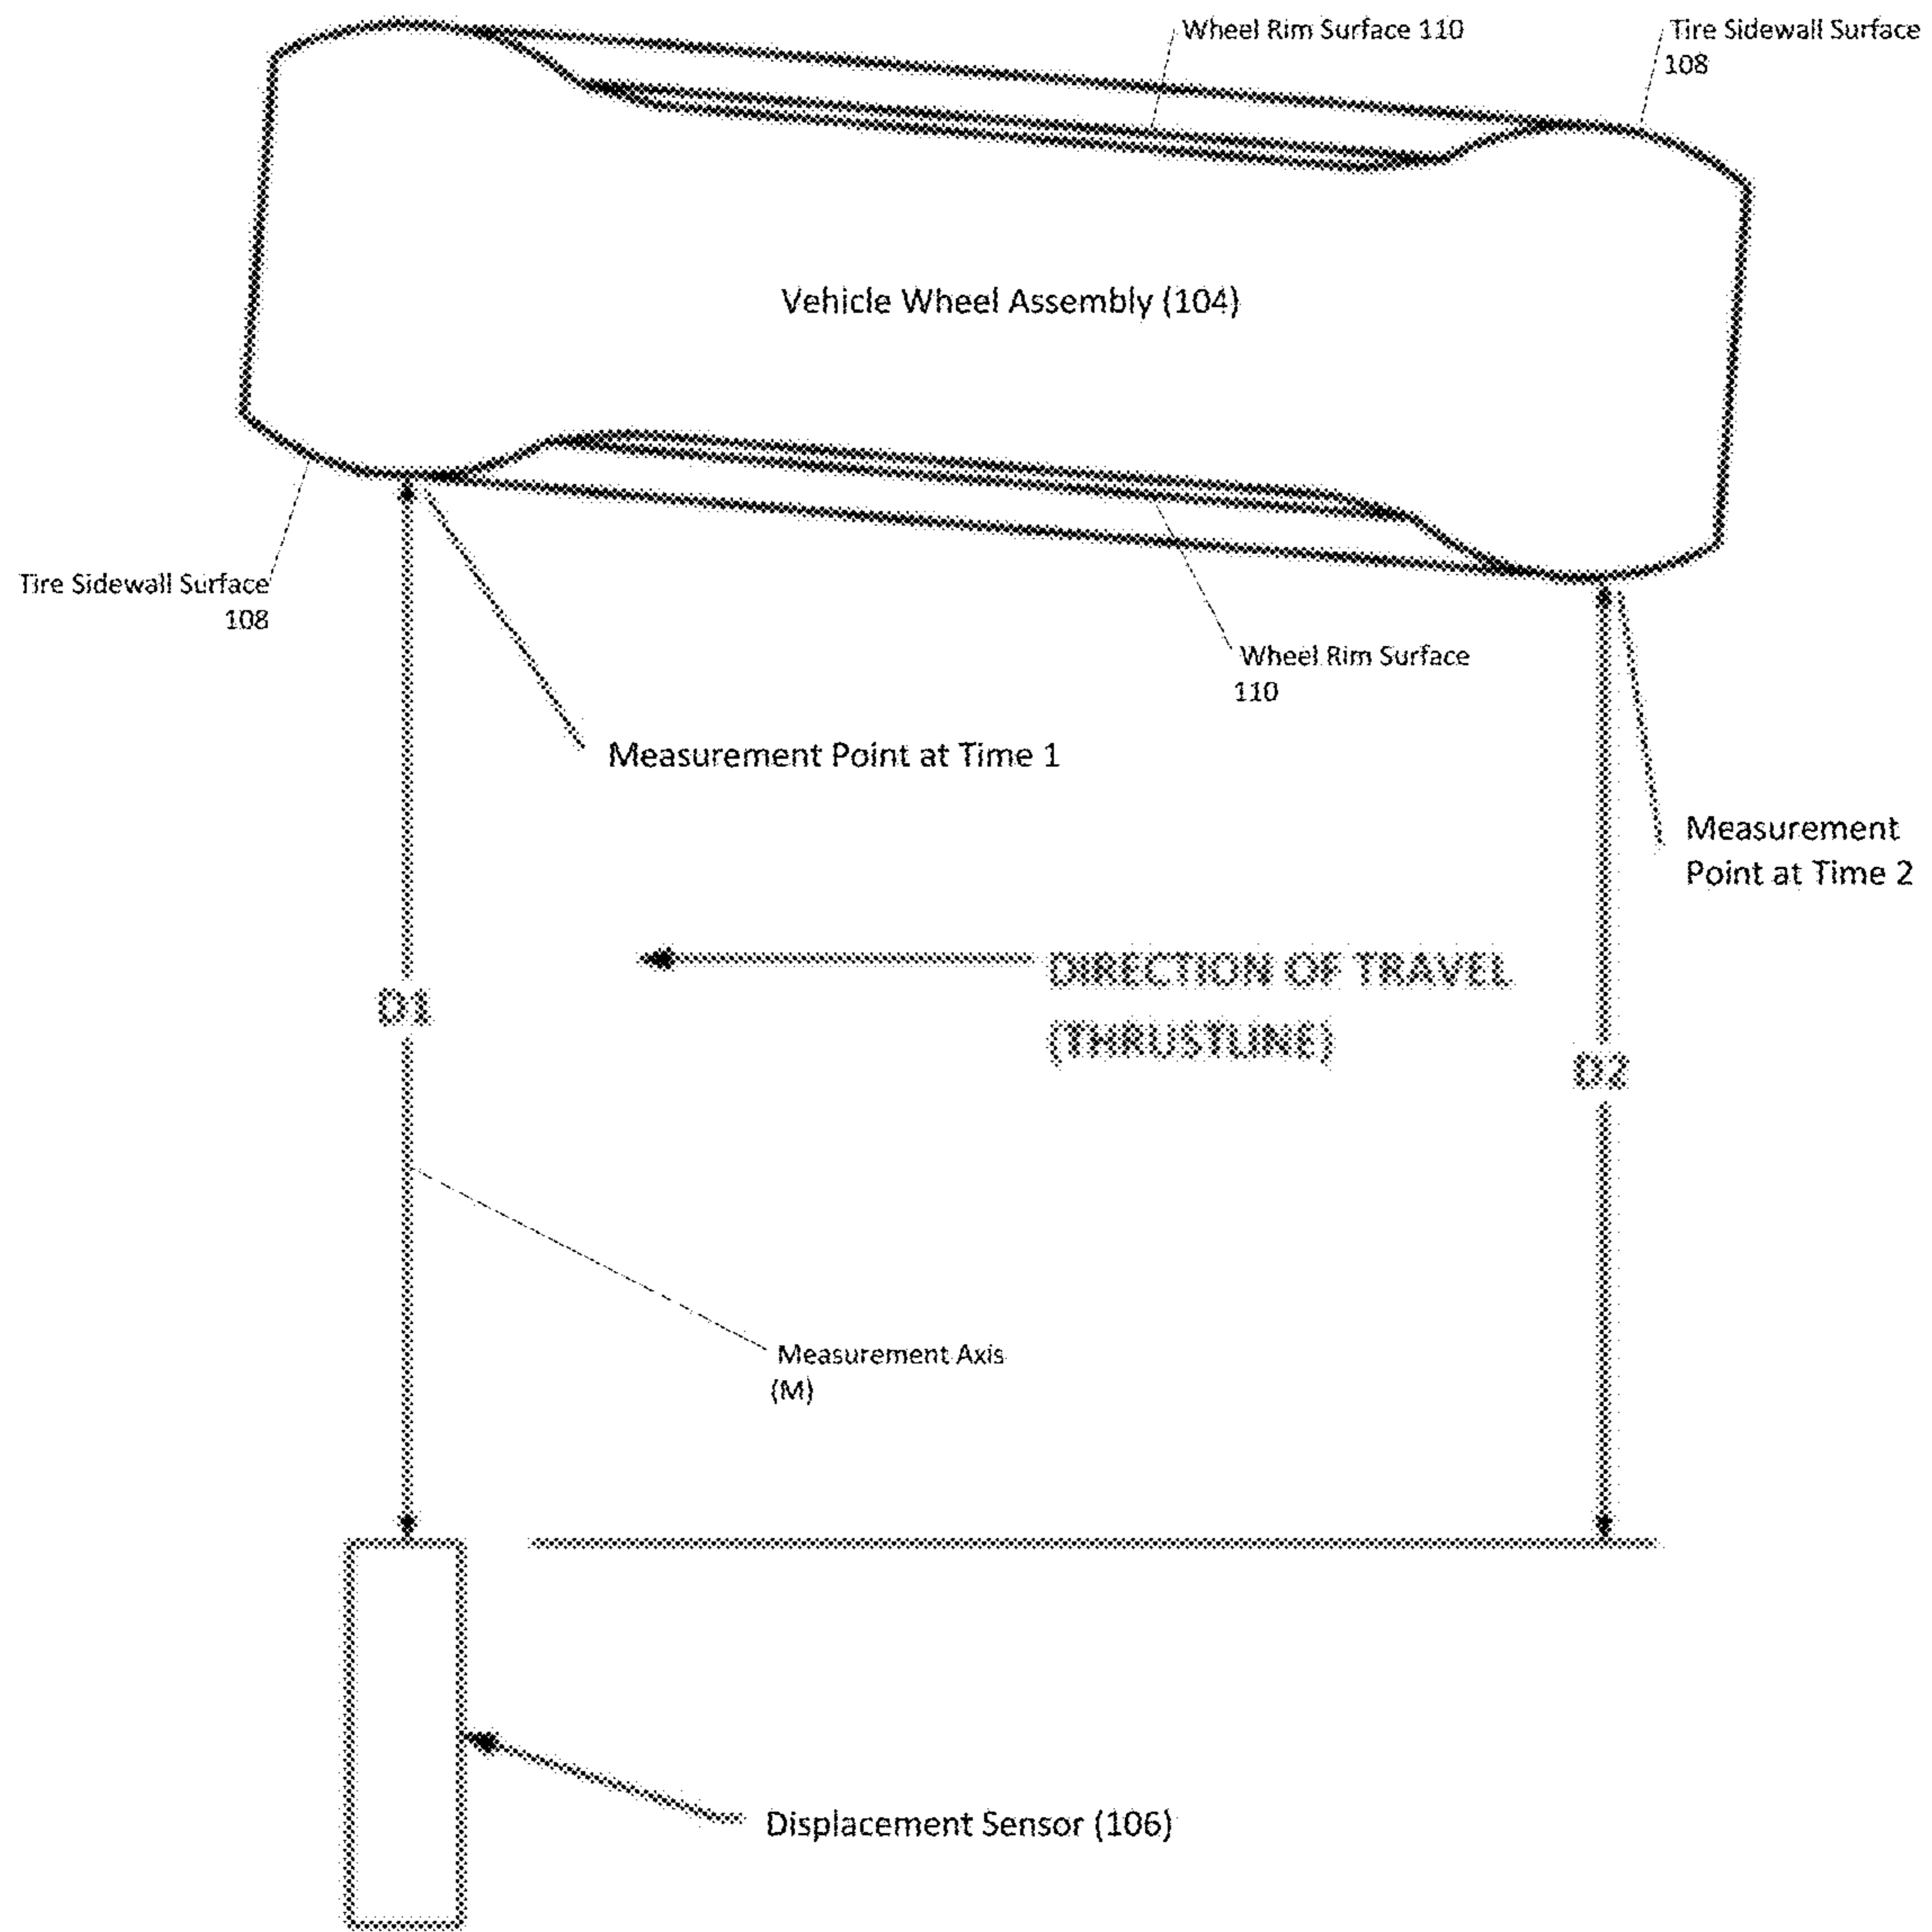 Wheel Rim Surface 110
Tire Sidewall Surface
108
Vehicle Wheel Assembly (104)
Tire Sidewall Surface
108
Wheel Rim Surface
110
Measurement Point at Time 1
Measurement
Point at Time 2
DIRECTION OF TRAVEL
(THRUSTLINE)
D1
D2
Measurement Axis
(M)
Displacement Sensor (106)